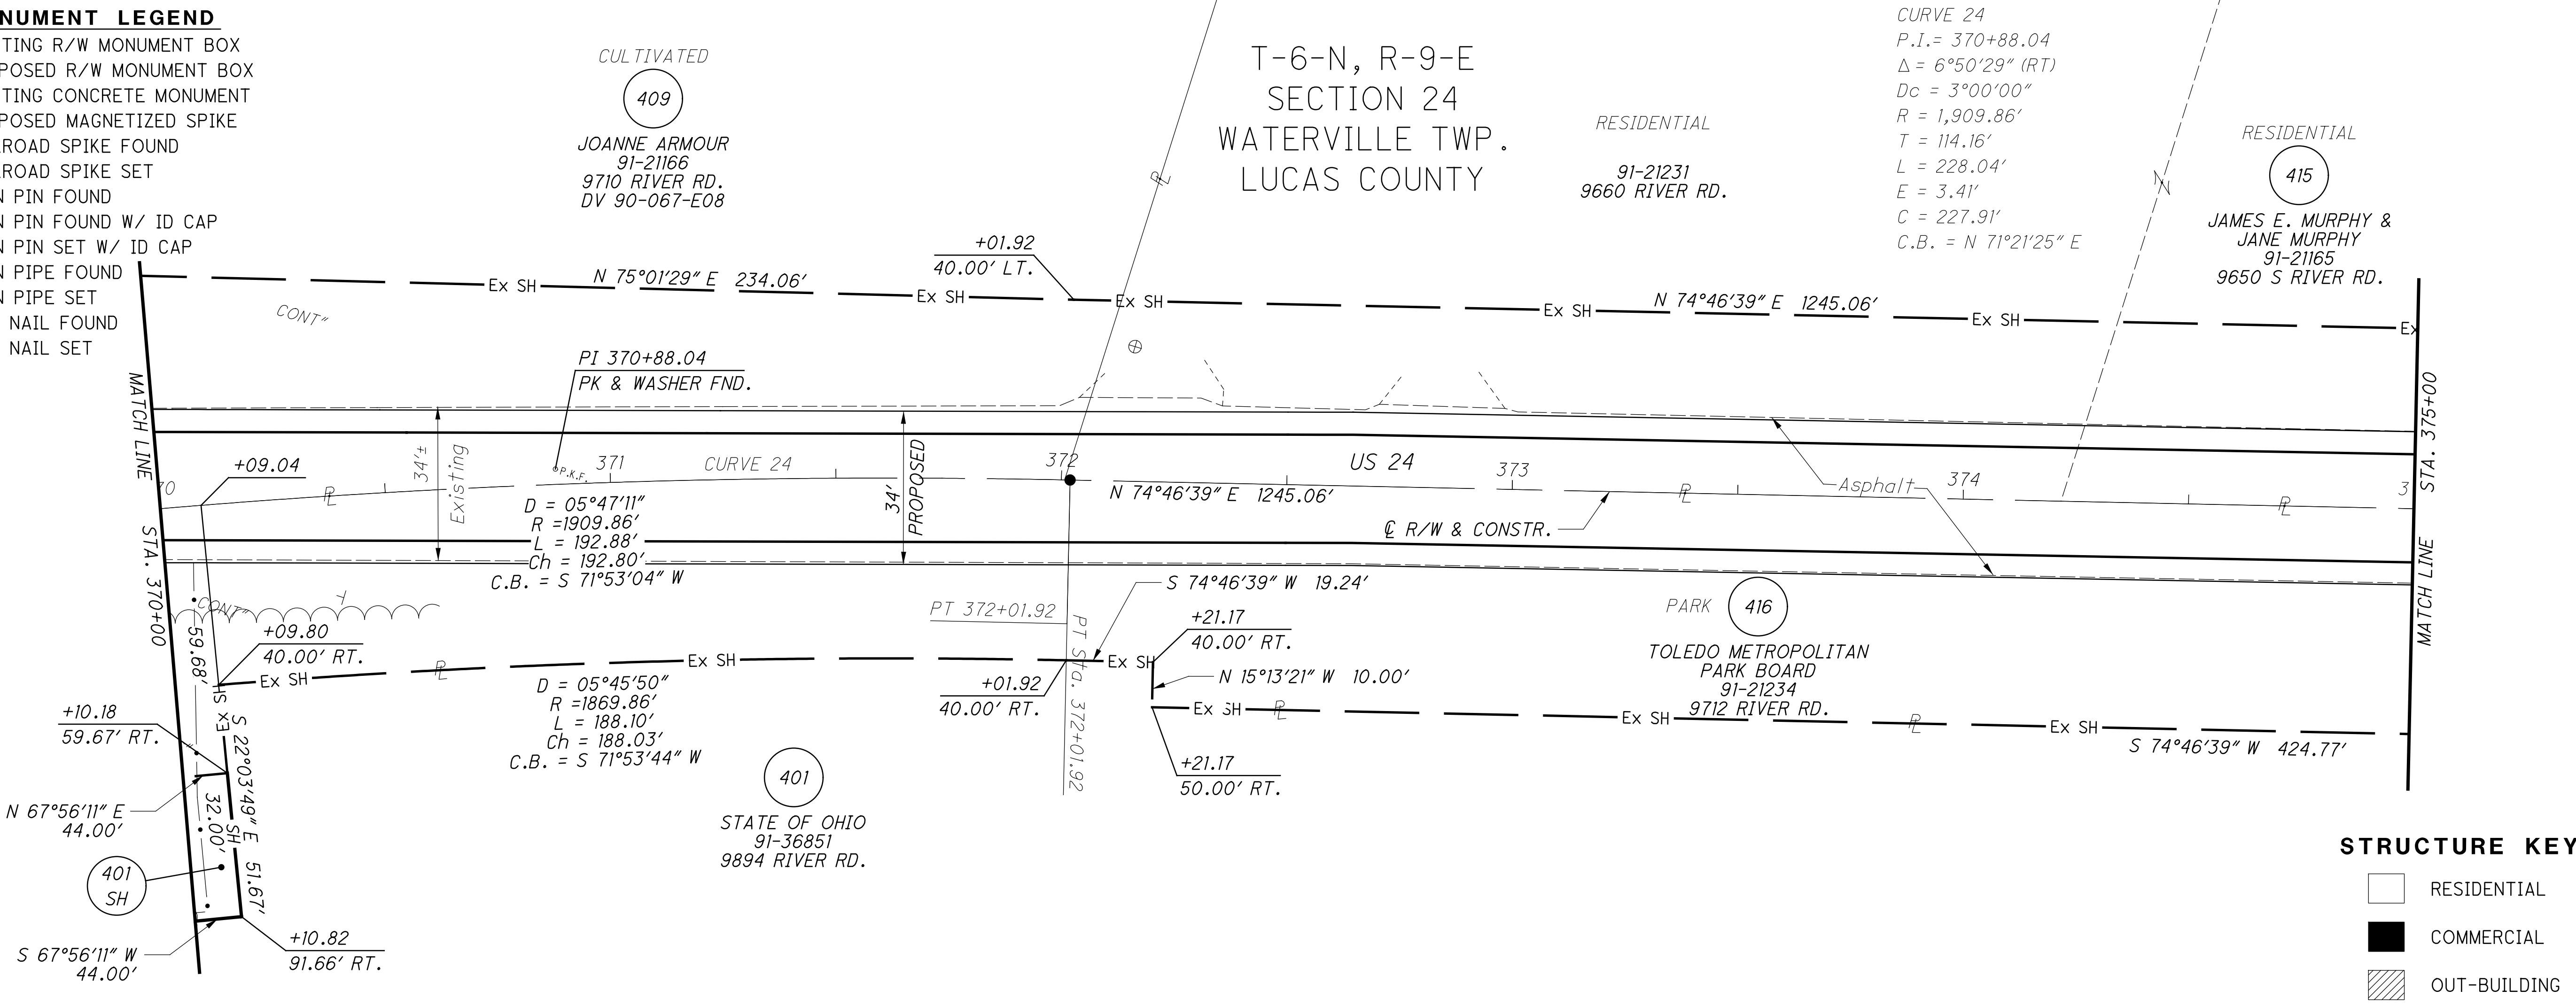 NUMENT LEGEND
TING R/W MONUMENT BOX
POSED R/W MONUMENT BOX
TING CONCRETE MONUMENT
POSED MAGNETIZED SPIKE
ROAD SPIKE FOUND
ROAD SPIKE SET
N PIN FOUND
N PIN FOUND W/ ID CAP
N PIN SET W/ ID CAP
N PIPE FOUND
N PIPE SET
NAIL FOUND
NAIL SET
CULTIVATED
409
JOANNE ARMOUR
91-21166
9710 RIVER RD.
DV 90-067-E08
T-6-N, R-9-E
SECTION 24
WATERVILLE TWP.
LUCAS COUNTY
RESIDENTIAL
91-21231
9660 RIVER RD.
CURVE 24
P.I.= 370+88.04
Δ = 6°50'29" (RT)
Dc = 3°00'00"
R = 1,909.86'
T = 114.16'
L = 228.04'
E = 3.41'
C = 227.91'
C.B. = N 71°21'25" E
RESIDENTIAL
415
JAMES E. MURPHY &
JANE MURPHY
91-21165
9650 S RIVER RD.
PL
Z
+01.92
40.00' LT.
Ex SH
N 75°01'29" E 234.06'
Ex SH
Ex SH
Ex SH
N 74°46'39" E 1245.06'
Ex SH
Ex
CONT"
PI 370+88.04
PK & WASHER FND.
MATCH LINE
STA. 370+00
MATCH LINE
STA. 375+00
+09.04
70
PL
34'±
Existing
P.K.F.
371
CURVE 24
34'
PROPOSED
372
US 24
N 74°46'39" E 1245.06'
373
PL
Asphalt
374
PL
3
℄ R/W & CONSTR.
D = 05°47'11"
R =1909.86'
L = 192.88'
Ch = 192.80'
C.B. = S 71°53'04" W
CONT"
59.68'
+09.80
40.00' RT.
PT 372+01.92
PT Sta. 372+01.92
S 74°46'39" W 19.24'
+21.17
40.00' RT.
PARK
416
TOLEDO METROPOLITAN
PARK BOARD
91-21234
9712 RIVER RD.
Ex SH
PL
Ex SH
Ex SH
N 15°13'21" W 10.00'
+01.92
40.00' RT.
D = 05°45'50"
R =1869.86'
L = 188.10'
Ch = 188.03'
C.B. = S 71°53'44" W
Ex SH
PL
Ex SH
PL
Ex SH
S 74°46'39" W 424.77'
+21.17
50.00' RT.
+10.18
59.67' RT.
Ex SH
S 22°03'49" E 51.67'
SH
32.00'
N 67°56'11" E
44.00'
401
STATE OF OHIO
91-36851
9894 RIVER RD.
401
SH
S 67°56'11" W
44.00'
+10.82
91.66' RT.
STRUCTURE KEY
RESIDENTIAL
COMMERCIAL
OUT-BUILDING